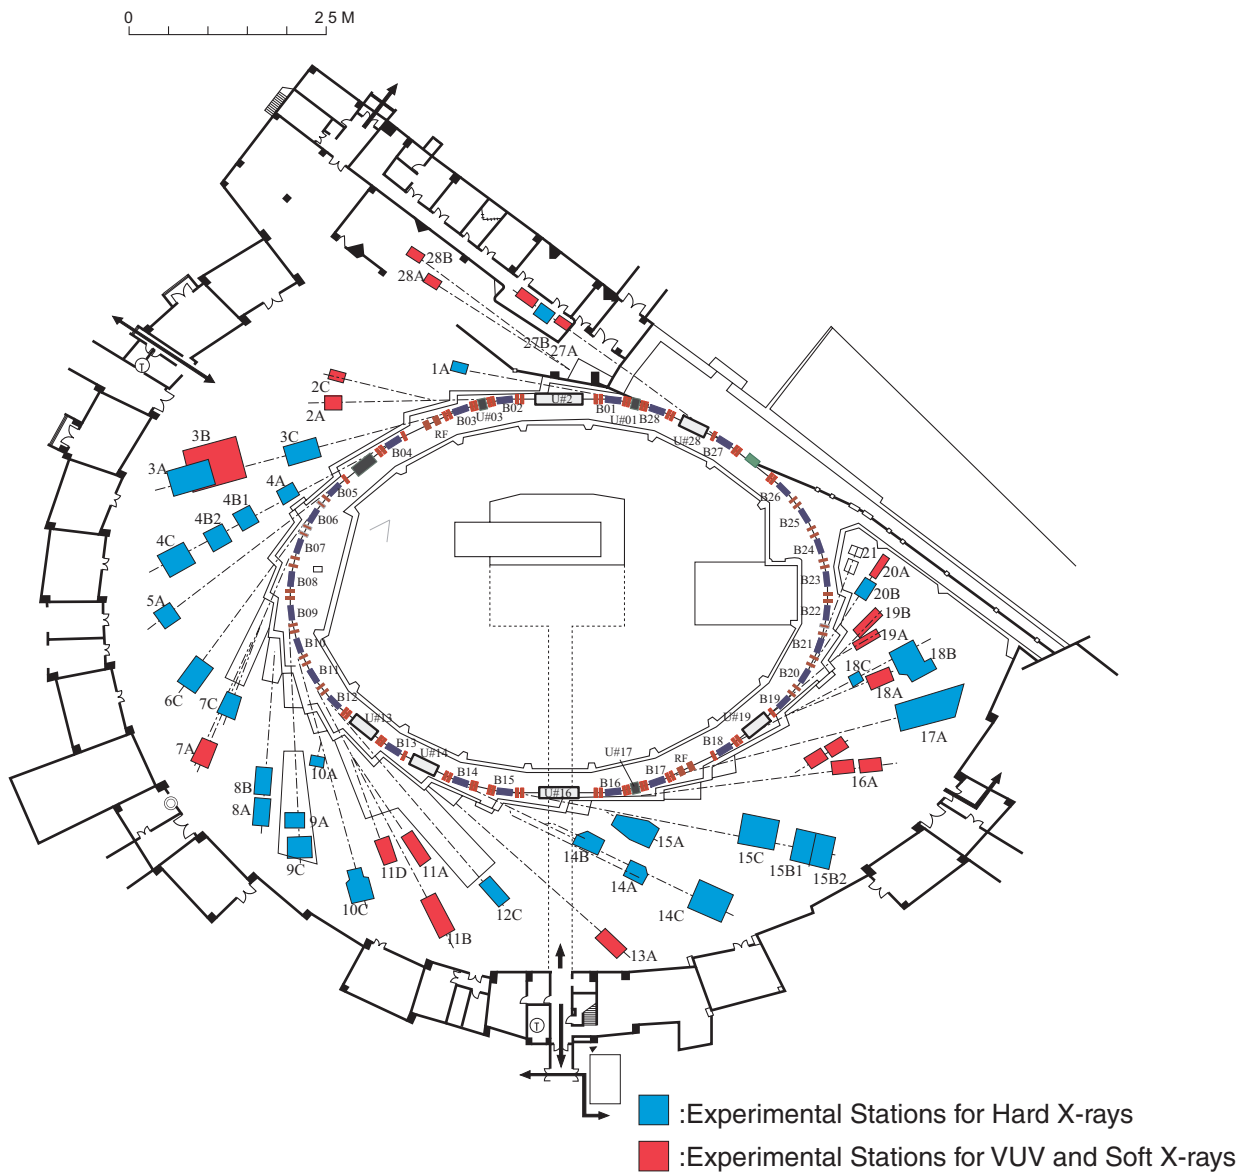 0 25M
28B
28A
27B
27A
1A
2C
2A
U#2
B02
B01
U#03
U#01
B28
B03
RF
U#28
B04
B27
3B
3C
3A
4A
B05
B26
4B1
B06
B25
4B2
4C
B07
B24
21
20A
B08
B23
20B
5A
B09
B22
19B
19A
B10
B21
18B
B11
B20
18C
18A
6C
7C
B12
B19
U#13
U#19
17A
7A
B13
B18
U#14
U#17
RF
10A
B14
B15
B16
B17
16A
U#16
8B
8A
9A
15A
15C
14B
15B1
15B2
9C
11D
11A
14A
10C
12C
14C
11B
13A
T
T
:Experimental Stations for Hard X-rays
:Experimental Stations for VUV and Soft X-rays